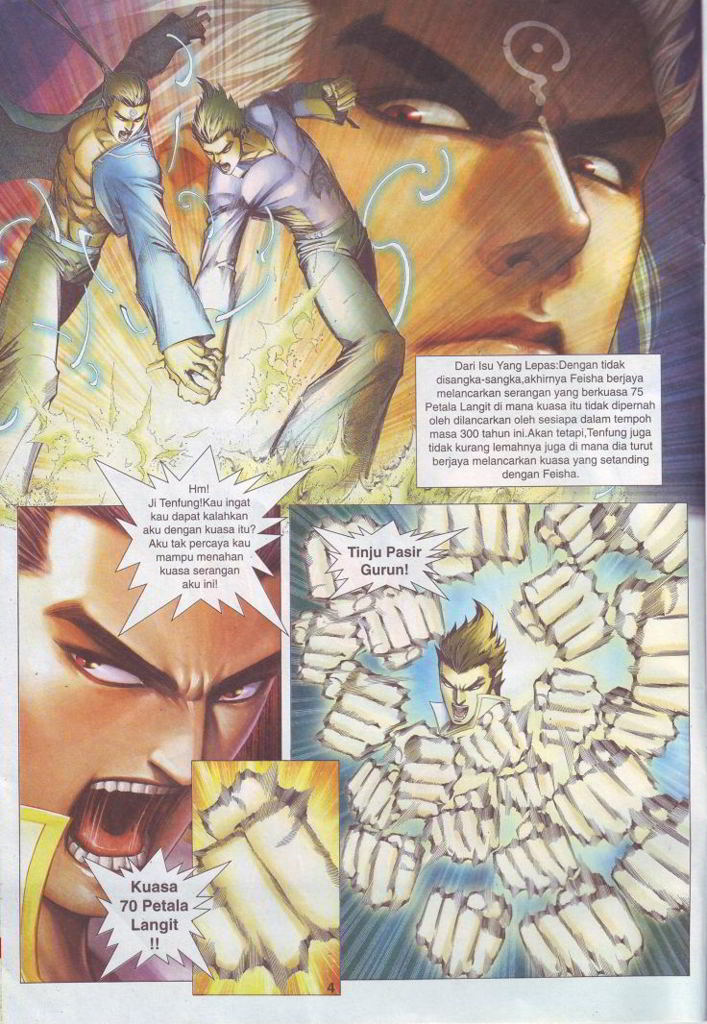 Dari Isu Yang Lepas:Dengan tidak
disangka-sangka,akhirnya Feisha berjaya
melancarkan serangan yang berkuasa 75
Petala Langit di mana kuasa itu tidak dipernah
oleh dilancarkan oleh sesiapa dalam tempoh
masa 300 tahun ini.Akan tetapi,Tenfung juga
tidak kurang lemahnya juga di mana dia turut
berjaya melancarkan kuasa yang setanding
dengan Feisha.
Hm!
Ji Tenfung!Kau ingat
kau dapat kalahkan
aku dengan kuasa itu?
Aku tak percaya kau
mampu menahan
kuasa serangan
aku ini!
Tinju Pasir
Gurun!
Kuasa
70 Petala
Langit
!!
4